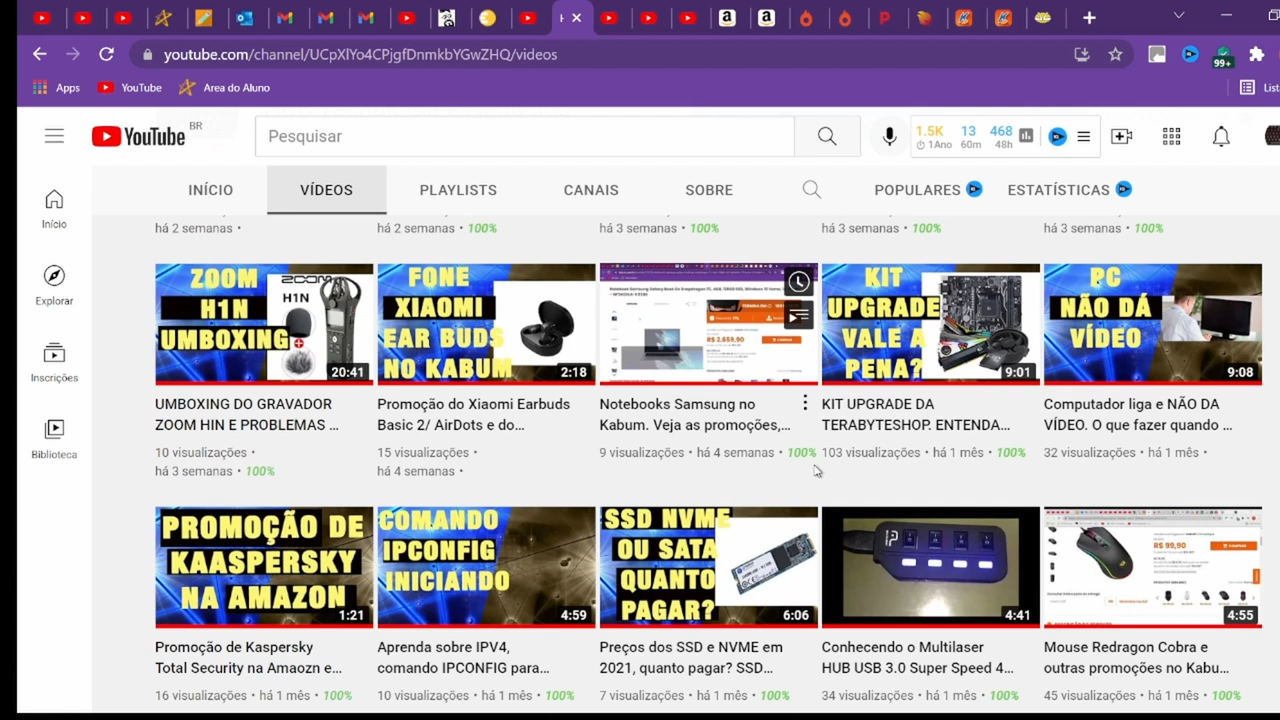 youtube.com/channel/UCpXlYo4CPjgfDnmkbYGwZHQ/videos
99+
Apps
YouTube
Area do Aluno
List
YouTube
BR
Pesquisar
1.5K 13 468
1Ano 60m 48h
INÍCIO
VÍDEOS
PLAYLISTS
CANAIS
SOBRE
POPULARES
ESTATÍSTICAS
Início
Explorar
Inscrições
Biblioteca
há 2 semanas •
há 2 semanas • 100%
há 3 semanas • 100%
há 3 semanas • 100%
há 3 semanas • 100%
ZOOM
H1N
UMBOXING
ZOOM
H1N
20:41
FONE
XIAOMI
EAR BUDS
NO KABUM
2:18
R$ 2,659,90
KIT
UPGRADE
VALE A
PENA?
9:01
PC
NÃO DÁ
VÍDEO
9:08
UMBOXING DO GRAVADOR
ZOOM HIN E PROBLEMAS ...
10 visualizações •
há 3 semanas • 100%
Promoção do Xiaomi Earbuds
Basic 2/ AirDots e do...
15 visualizações •
há 4 semanas •
Notebooks Samsung no
Kabum. Veja as promoções,...
9 visualizações • há 4 semanas • 100%
KIT UPGRADE DA
TERABYTESHOP. ENTENDA...
103 visualizações • há 1 mês • 100%
Computador liga e NÃO DA
VÍDEO. O que fazer quando ...
32 visualizações • há 1 mês •
PROMOÇÃO DE
KAASPERSKY
NA AMAZON
1:21
COMANDO
IPCONFIG
INICIANDO
4:59
SSD NVME
OU SATA
QUANTO
PAGAR?
6:06
4:41
R$ 99,90
4:55
Promoção de Kaspersky
Total Security na Amaozn e...
16 visualizações • há 1 mês • 100%
Aprenda sobre IPV4,
comando IPCONFIG para...
10 visualizações • há 1 mês • 100%
Preços dos SSD e NVME em
2021, quanto pagar? SSD...
7 visualizações • há 1 mês • 100%
Conhecendo o Multilaser
HUB USB 3.0 Super Speed 4...
34 visualizações • há 1 mês • 100%
Mouse Redragon Cobra e
outras promoções no Kabu...
45 visualizações • há 1 mês • 100%